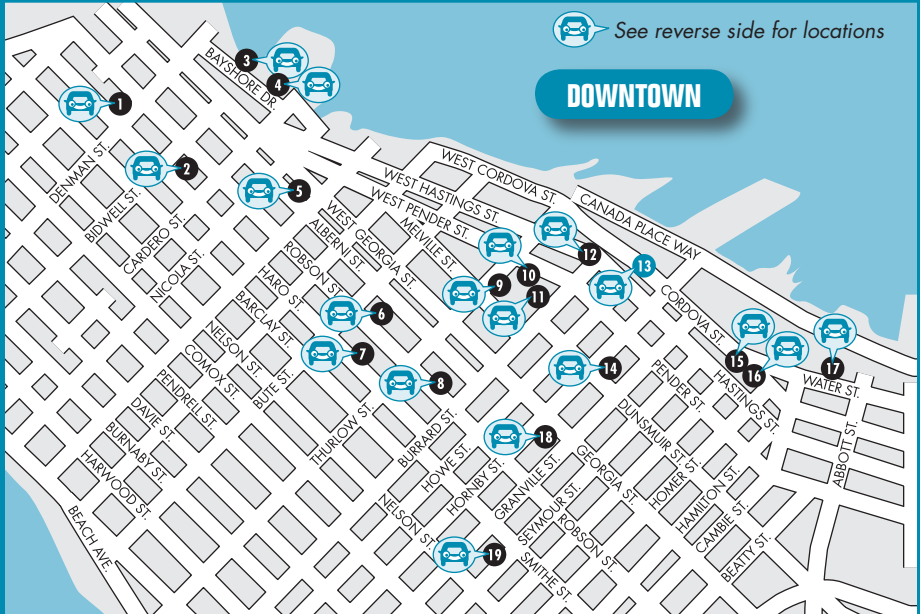 See reverse side for locations
DOWNTOWN
3
BAYSHORE DR.
4
1
DENMAN ST.
2
BIDWELL ST.
5
CARDERO ST.
NICOLA ST.
WEST CORDOVA ST.
WEST HASTINGS ST.
CANADA PLACE WAY
WEST PENDER ST.
MELVILLE ST.
WEST GEORGIA ST.
ALBERNI ST.
ROBSON ST.
HARO ST.
BARCLAY ST.
NELSON ST.
COMOX ST.
PENDRELL ST.
DAVIE ST.
BURNABY ST.
HARWOOD ST.
BEACH AVE.
BUTE ST.
THURLOW ST.
BURRARD ST.
12
13
10
9
11
6
7
8
14
CORDOVA ST.
15
16
17
WATER ST.
HASTINGS ST.
PENDER ST.
ABBOTT ST.
DUNSMUIR ST.
18
HOWE ST.
HORNBY ST.
GRANVILLE ST.
SEYMOUR ST.
GEORGIA ST.
HOMER ST.
HAMILTON ST.
CAMBIE ST.
BEATTY ST.
ROBSON ST.
SMITHE ST.
NELSON ST.
19